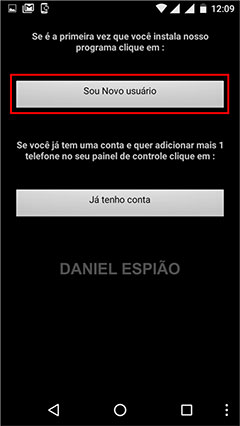 12:09
Se é a primeira vez que você instala nosso
programa clique em :
Sou Novo usuário
Se você já tem uma conta e quer adicionar mais 1
telefone no seu painel de controle clique em :
Já tenho conta
DANIEL ESPIÃO